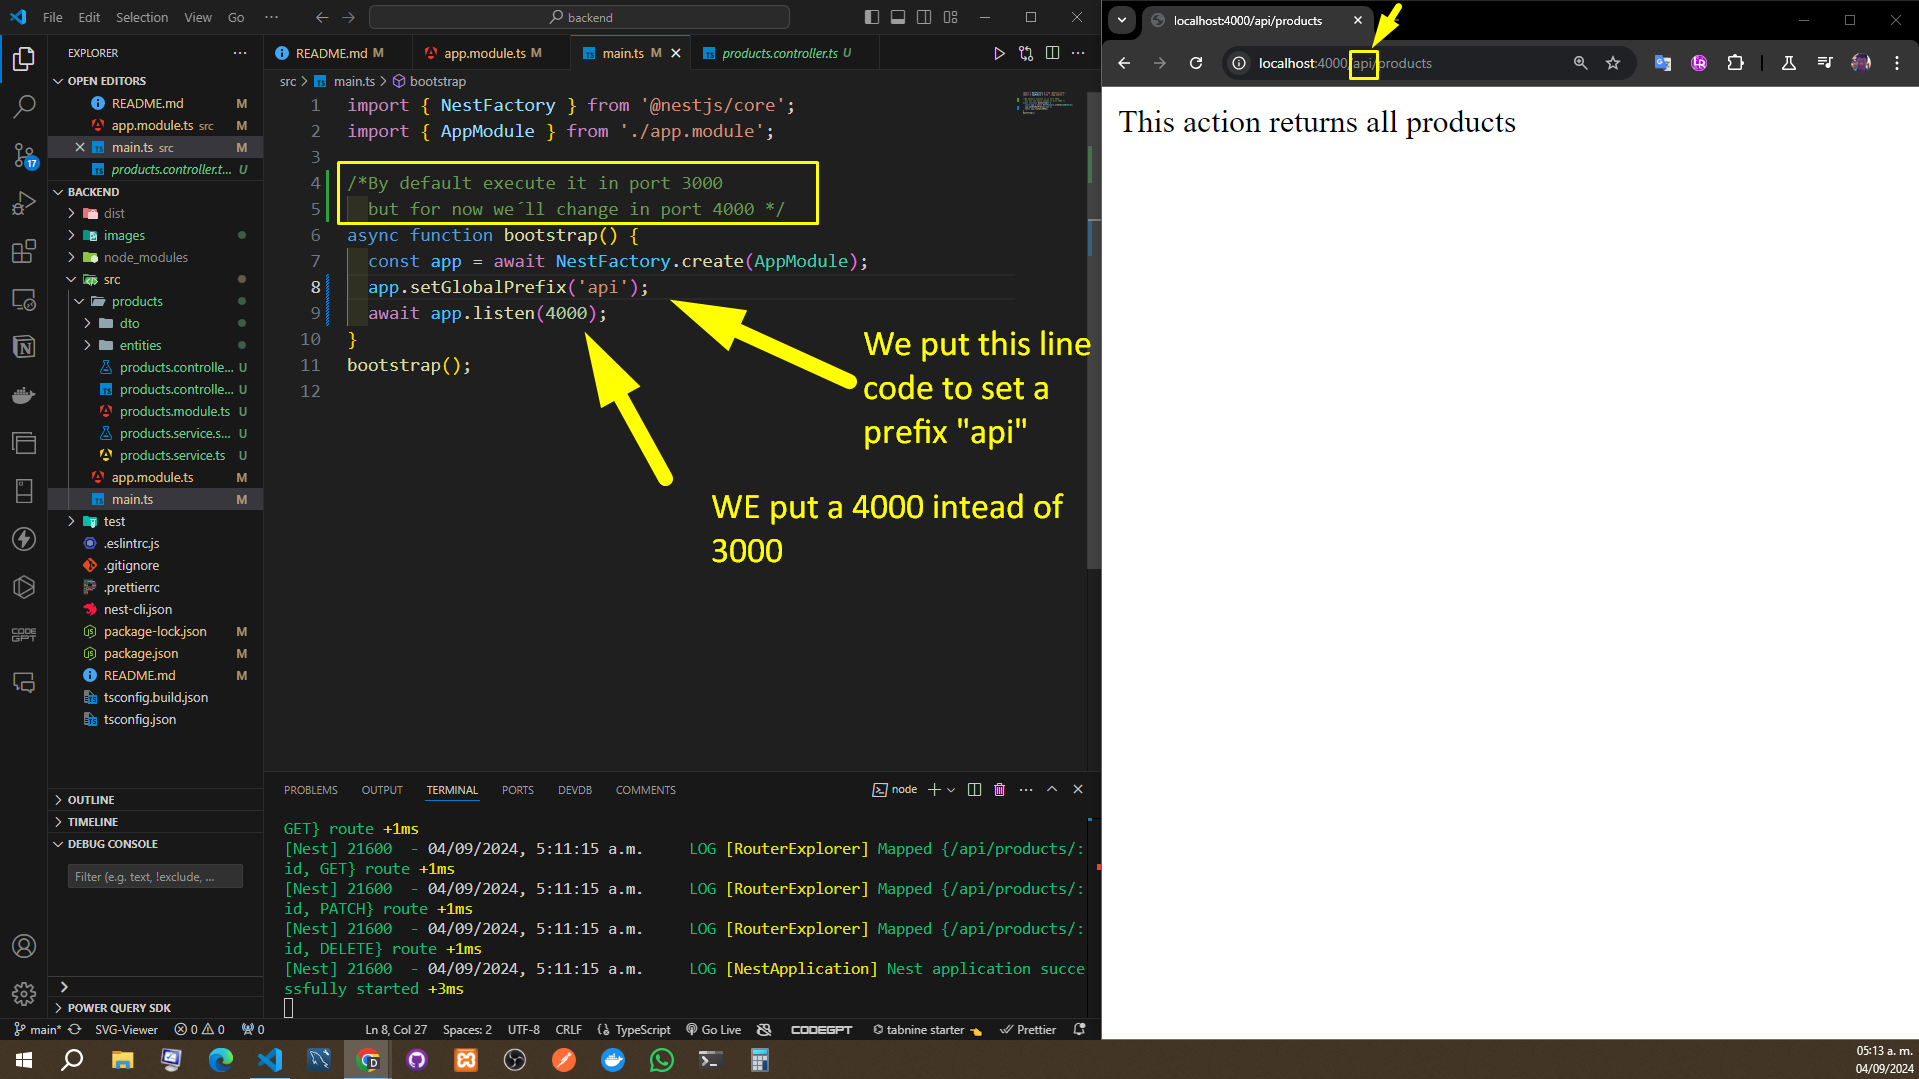 File Edit Selection View Go ··· backend
EXPLORER
OPEN EDITORS
README.md M
app.module.ts src M
main.ts src M
products.controller.t... U
BACKEND
dist
images
node_modules
src
products
dto
entities
products.controlle... U
products.controlle... U
products.module.ts U
products.service.s... U
products.service.ts U
app.module.ts M
main.ts M
test
.eslintrc.js
.gitignore
.prettierrc
nest-cli.json
package-lock.json M
package.json M
README.md M
tsconfig.build.json
tsconfig.json
OUTLINE
TIMELINE
DEBUG CONSOLE
Filter (e.g. text, !exclude, ...
POWER QUERY SDK
17
CODE
GPT
README.md M app.module.ts M main.ts M products.controller.ts U
src > main.ts > bootstrap
1 import { NestFactory } from '@nestjs/core';
2 import { AppModule } from './app.module';
3
4 /*By default execute it in port 3000
5 but for now we´ll change in port 4000 */
6 async function bootstrap() {
7 const app = await NestFactory.create(AppModule);
8 app.setGlobalPrefix('api');
9 await app.listen(4000);
10 }
11 bootstrap();
12
We put this line
code to set a
prefix "api"
WE put a 4000 intead of
3000
PROBLEMS OUTPUT TERMINAL PORTS DEVDB COMMENTS node
GET} route +1ms
[Nest] 21600 - 04/09/2024, 5:11:15 a.m. LOG [RouterExplorer] Mapped {/api/products/:
id, GET} route +1ms
[Nest] 21600 - 04/09/2024, 5:11:15 a.m. LOG [RouterExplorer] Mapped {/api/products/:
id, PATCH} route +1ms
[Nest] 21600 - 04/09/2024, 5:11:15 a.m. LOG [RouterExplorer] Mapped {/api/products/:
id, DELETE} route +1ms
[Nest] 21600 - 04/09/2024, 5:11:15 a.m. LOG [NestApplication] Nest application succe
ssfully started +3ms
main* SVG-Viewer 0 0 0 Ln 8, Col 27 Spaces: 2 UTF-8 CRLF TypeScript Go Live CODEGPT tabnine starter Prettier
localhost:4000/api/products
localhost:4000/api/products
This action returns all products
05:13 a. m.
04/09/2024